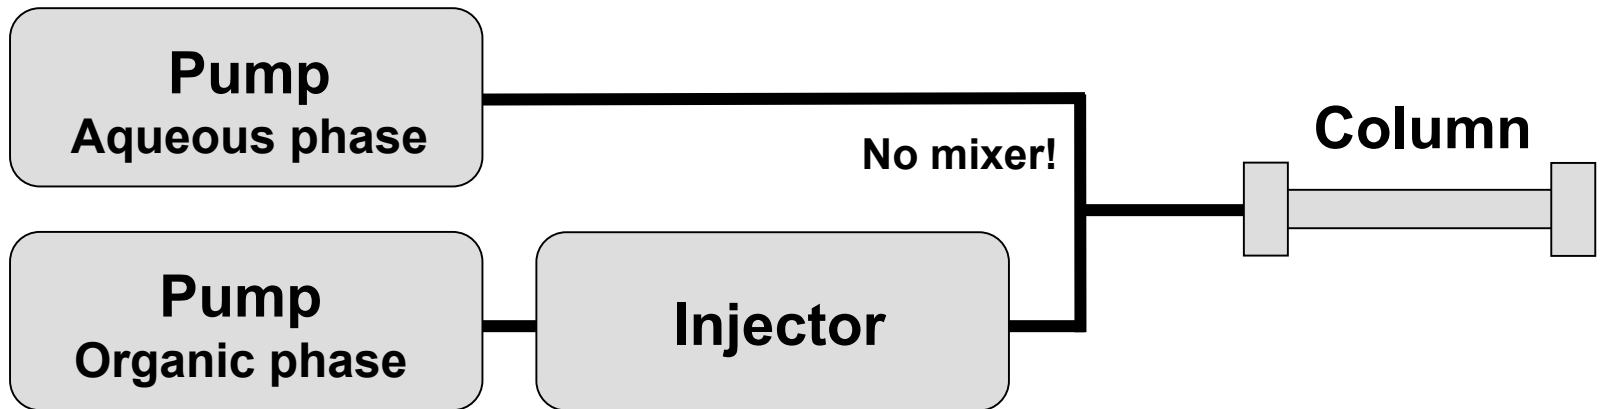 Pump
Aqueous phase
No mixer!
Column
Pump
Organic phase
Injector